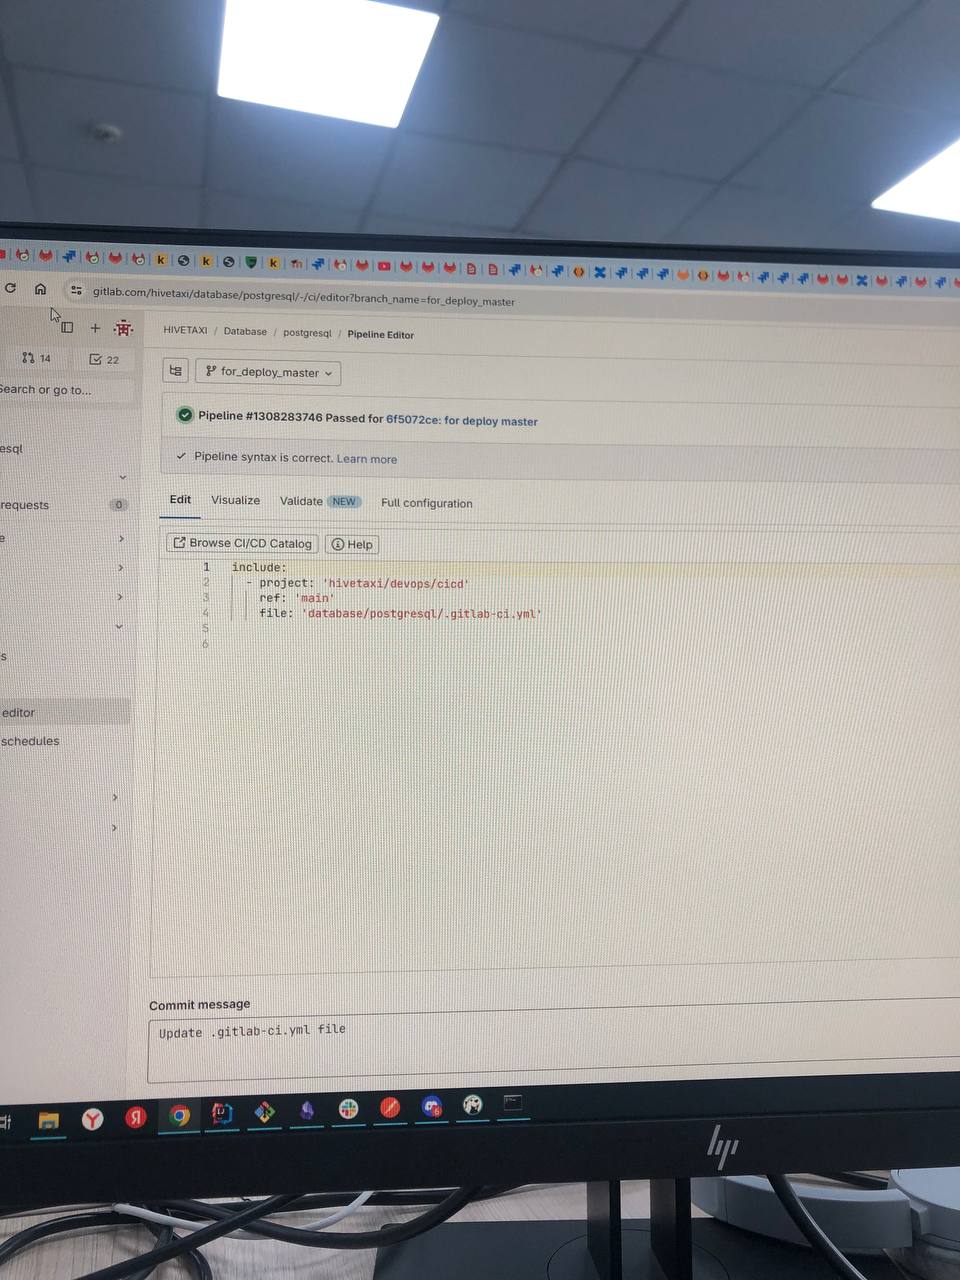 gitlab.com/hivetaxi/database/postgresql/-/ci/editor?branch_name=for_deploy_master
HIVETAXI / Database / postgresql / Pipeline Editor
14
22
Search or go to...
for_deploy_master
Pipeline #1308283746 Passed for 6f5072ce: for deploy master
esql
Pipeline syntax is correct. Learn more
requests
0
Edit
Visualize
Validate NEW
Full configuration
e
Browse CI/CD Catalog
Help
1 include:
2 - project: 'hivetaxi/devops/cicd'
3 ref: 'main'
4 file: 'database/postgresql/.gitlab-ci.yml'
5
6
s
editor
schedules
Commit message
Update .gitlab-ci.yml file
hp